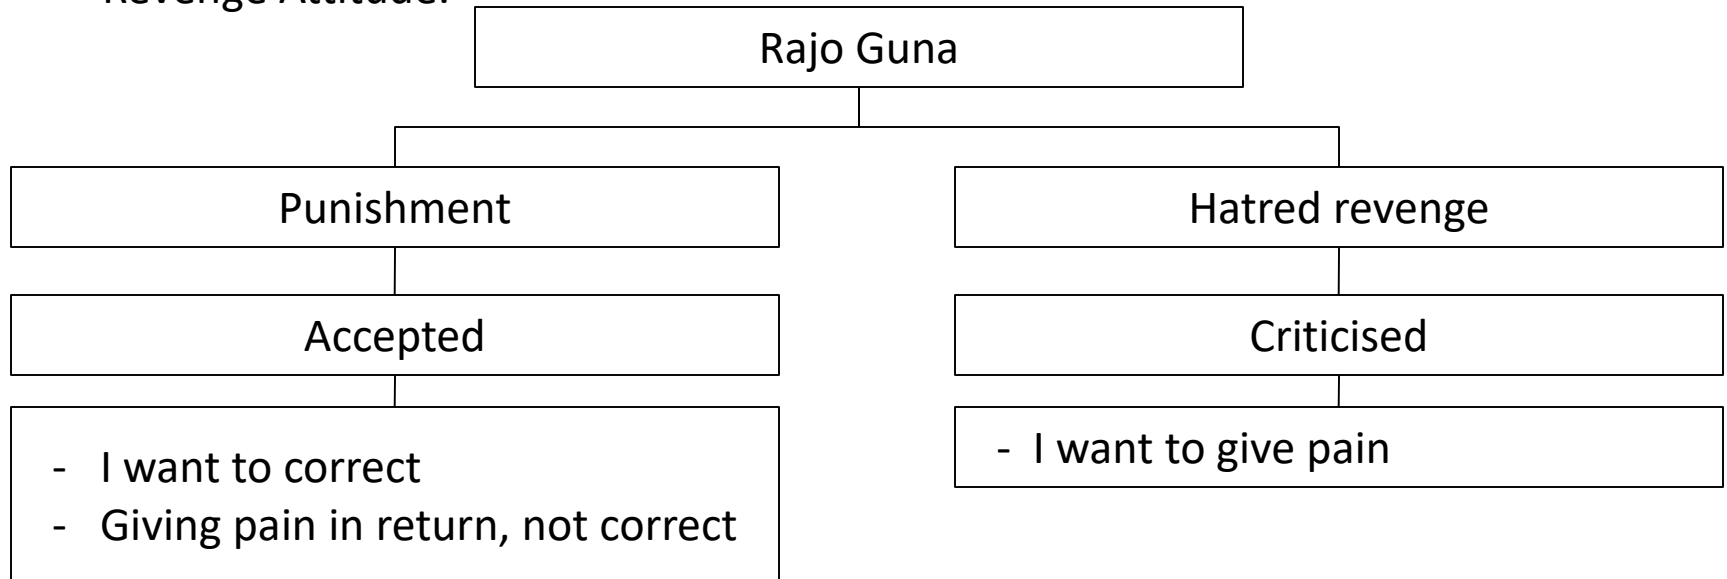 Revenge Attitude.
Rajo Guna
Punishment
Hatred revenge
Accepted
Criticised
- I want to correct
- Giving pain in return, not correct
- I want to give pain